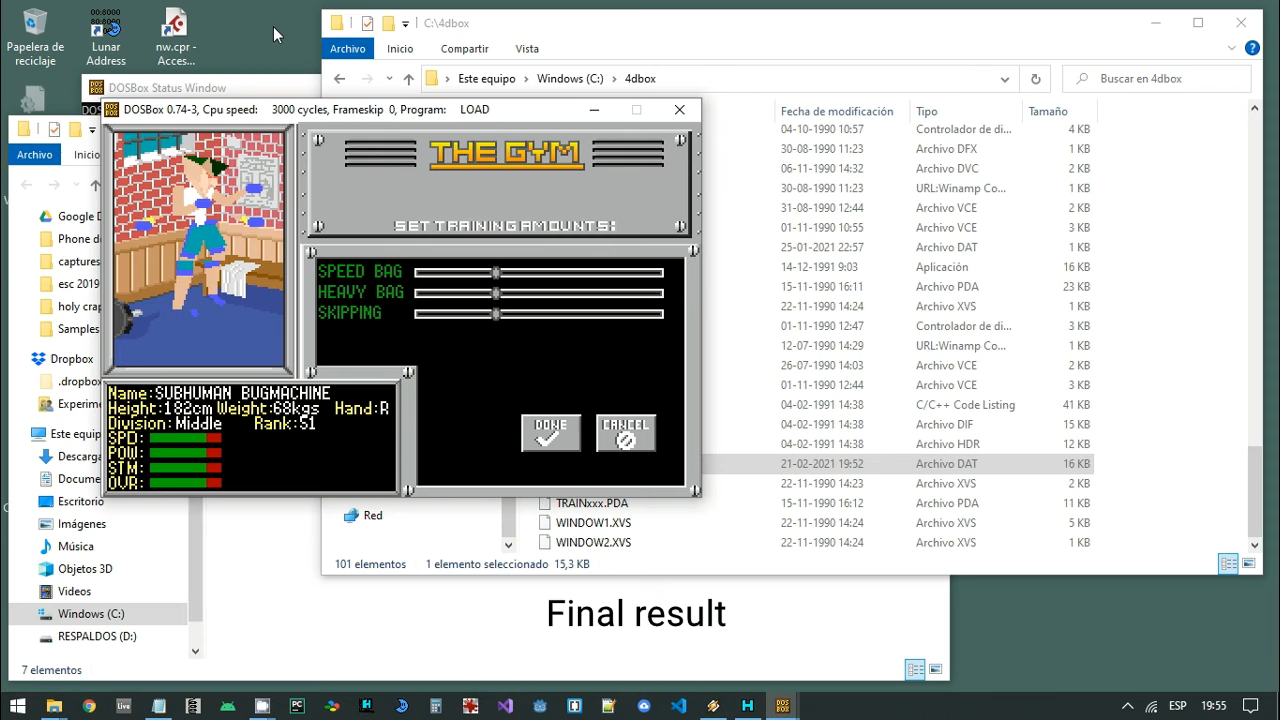 Papelera de
reciclaje
00:8000
80:8000
Lunar
Address
nw.cpr -
Acces...
C:\4dbox
Archivo
Inicio
Compartir
Vista
Este equipo
Windows (C:)
4dbox
Buscar en 4dbox
DOSBox Status Window
DOSBox 0.74-3, Cpu speed: 3000 cycles, Frameskip 0, Program: LOAD
Archivo
Inicio
Google D
Phone d
captures
esc 2019
holy crap
Samples
Dropbox
.dropbox
Experime
Este equipo
Descarga
Docume
Escritorio
Imágenes
Música
Objetos 3D
Videos
Windows (C:)
RESPALDOS (D:)
7 elementos
THE GYM
SET TRAINING AMOUNTS:
SPEED BAG
HEAVY BAG
SKIPPING
DONE
CANCEL
Name:SUBHUMAN BUGMACHINE
Height:182cm Weight:68kgs Hand:R
Division:Middle Rank:51
SPD:
POW:
STM:
OVR:
Fecha de modificación Tipo Tamaño
04-10-1990 10:57 Controlador de di... 4 KB
30-08-1990 11:23 Archivo DFX 1 KB
06-11-1990 14:32 Archivo DVC 2 KB
30-08-1990 11:23 URL:Winamp Co... 1 KB
31-08-1990 12:44 Archivo VCE 2 KB
01-11-1990 10:55 Archivo VCE 3 KB
25-01-2021 22:57 Archivo DAT 1 KB
14-12-1991 9:03 Aplicación 16 KB
15-11-1990 16:11 Archivo PDA 23 KB
22-11-1990 14:24 Archivo XVS 1 KB
01-11-1990 12:47 Controlador de di... 3 KB
12-07-1990 14:29 URL:Winamp Co... 1 KB
26-07-1990 14:03 Archivo VCE 1 KB
01-11-1990 12:44 Archivo VCE 1 KB
04-02-1991 14:38 C/C++ Code Listing 41 KB
04-02-1991 14:38 Archivo DIF 1 KB
04-02-1991 14:38 Archivo HDR 12 KB
21-02-2021 19:52 Archivo DAT 16 KB
22-11-1990 14:23 Archivo XVS 2 KB
TRAINxxx.PDA 15-11-1990 16:12 Archivo PDA 11 KB
WINDOW1.XVS 22-11-1990 14:24 Archivo XVS 5 KB
WINDOW2.XVS 22-11-1990 14:24 Archivo XVS 1 KB
Red
101 elementos
1 elemento seleccionado 15,3 KB
Final result
live
ESP
19:55